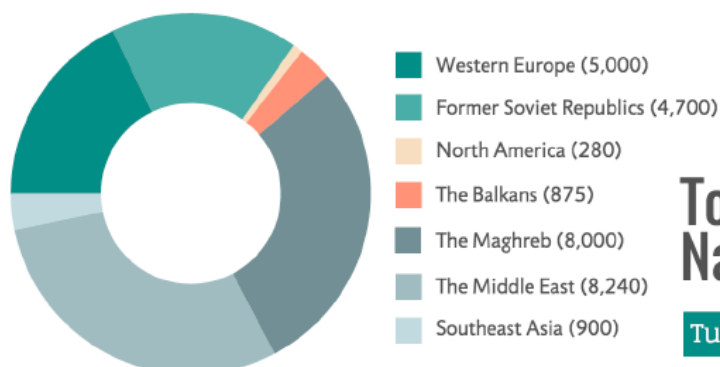 Western Europe (5,000)
Former Soviet Republics (4,700)
North America (280)
The Balkans (875)
The Maghreb (8,000)
The Middle East (8,240)
Southeast Asia (900)